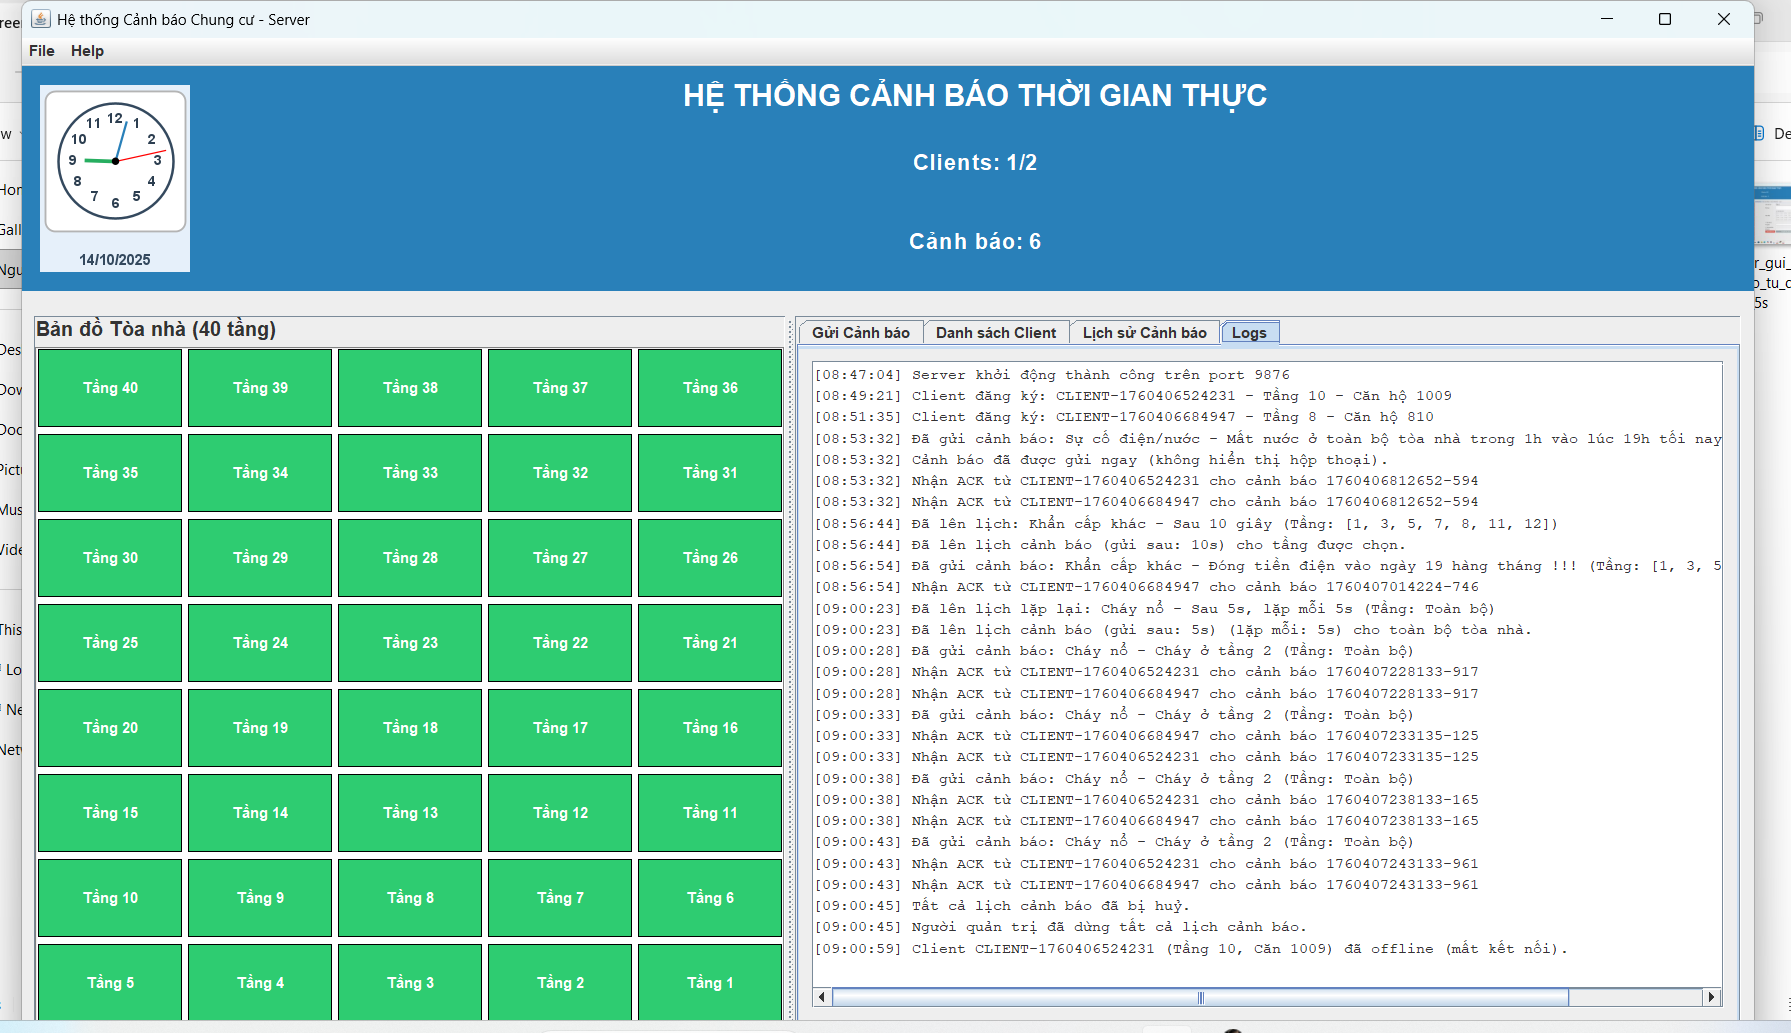 Hệ thống Cảnh báo Chung cư - Server
File Help
HỆ THỐNG CẢNH BÁO THỜI GIAN THỰC
Clients: 1/2
Cảnh báo: 6
12
11 1
10 2
9 3
8 4
7 5
6
14/10/2025
Bản đồ Tòa nhà (40 tầng)
Tầng 40 Tầng 39 Tầng 38 Tầng 37 Tầng 36
Tầng 35 Tầng 34 Tầng 33 Tầng 32 Tầng 31
Tầng 30 Tầng 29 Tầng 28 Tầng 27 Tầng 26
Tầng 25 Tầng 24 Tầng 23 Tầng 22 Tầng 21
Tầng 20 Tầng 19 Tầng 18 Tầng 17 Tầng 16
Tầng 15 Tầng 14 Tầng 13 Tầng 12 Tầng 11
Tầng 10 Tầng 9 Tầng 8 Tầng 7 Tầng 6
Tầng 5 Tầng 4 Tầng 3 Tầng 2 Tầng 1
Gửi Cảnh báo Danh sách Client Lịch sử Cảnh báo Logs
[08:47:04] Server khởi động thành công trên port 9876
[08:49:21] Client đăng ký: CLIENT-1760406524231 - Tầng 10 - Căn hộ 1009
[08:51:35] Client đăng ký: CLIENT-1760406684947 - Tầng 8 - Căn hộ 810
[08:53:32] Đã gửi cảnh báo: Sự cố điện/nước - Mất nước ở toàn bộ tòa nhà trong 1h vào lúc 19h tối nay
[08:53:32] Cảnh báo đã được gửi ngay (không hiển thị hộp thoại).
[08:53:32] Nhận ACK từ CLIENT-1760406524231 cho cảnh báo 1760406812652-594
[08:53:32] Nhận ACK từ CLIENT-1760406684947 cho cảnh báo 1760406812652-594
[08:56:44] Đã lên lịch: Khẩn cấp khác - Sau 10 giây (Tầng: [1, 3, 5, 7, 8, 11, 12])
[08:56:44] Đã lên lịch cảnh báo (gửi sau: 10s) cho tầng được chọn.
[08:56:54] Đã gửi cảnh báo: Khẩn cấp khác - Đóng tiền điện vào ngày 19 hàng tháng !!! (Tầng: [1, 3, 5
[08:56:54] Nhận ACK từ CLIENT-1760406684947 cho cảnh báo 1760407014224-746
[09:00:23] Đã lên lịch lặp lại: Cháy nổ - Sau 5s, lặp mỗi 5s (Tầng: Toàn bộ)
[09:00:23] Đã lên lịch cảnh báo (gửi sau: 5s) (lặp mỗi: 5s) cho toàn bộ tòa nhà.
[09:00:28] Đã gửi cảnh báo: Cháy nổ - Cháy ở tầng 2 (Tầng: Toàn bộ)
[09:00:28] Nhận ACK từ CLIENT-1760406524231 cho cảnh báo 1760407228133-917
[09:00:28] Nhận ACK từ CLIENT-1760406684947 cho cảnh báo 1760407228133-917
[09:00:33] Đã gửi cảnh báo: Cháy nổ - Cháy ở tầng 2 (Tầng: Toàn bộ)
[09:00:33] Nhận ACK từ CLIENT-1760406684947 cho cảnh báo 1760407233135-125
[09:00:33] Nhận ACK từ CLIENT-1760406524231 cho cảnh báo 1760407233135-125
[09:00:38] Đã gửi cảnh báo: Cháy nổ - Cháy ở tầng 2 (Tầng: Toàn bộ)
[09:00:38] Nhận ACK từ CLIENT-1760406524231 cho cảnh báo 1760407238133-165
[09:00:38] Nhận ACK từ CLIENT-1760406684947 cho cảnh báo 1760407238133-165
[09:00:43] Đã gửi cảnh báo: Cháy nổ - Cháy ở tầng 2 (Tầng: Toàn bộ)
[09:00:43] Nhận ACK từ CLIENT-1760406524231 cho cảnh báo 1760407243133-961
[09:00:43] Nhận ACK từ CLIENT-1760406684947 cho cảnh báo 1760407243133-961
[09:00:45] Tất cả lịch cảnh báo đã bị huỷ.
[09:00:45] Người quản trị đã dừng tất cả lịch cảnh báo.
[09:00:59] Client CLIENT-1760406524231 (Tầng 10, Căn 1009) đã offline (mất kết nối).